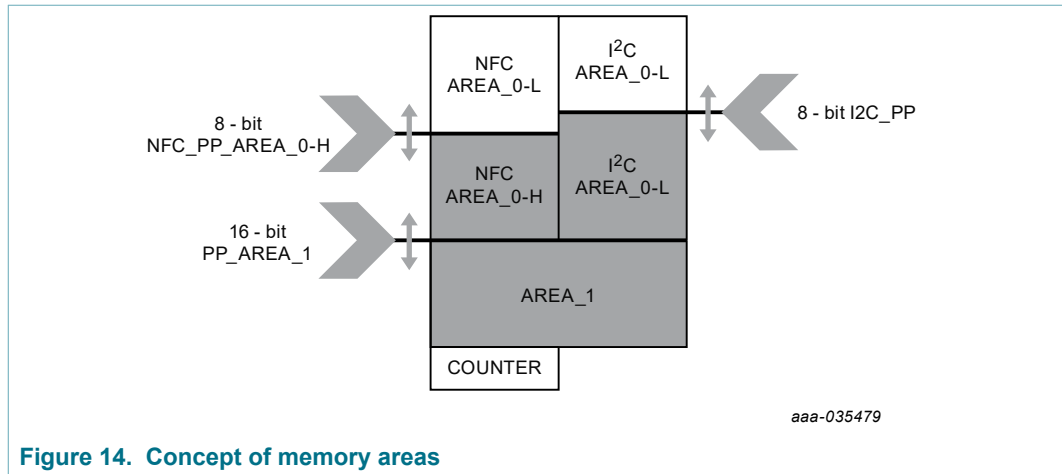 NFC
AREA_0-L
I²C
AREA_0-L
8 - bit
NFC_PP_AREA_0-H
8 - bit I2C_PP
NFC
AREA_0-H
I²C
AREA_0-L
16 - bit
PP_AREA_1
AREA_1
COUNTER
aaa-035479
Figure 14. Concept of memory areas